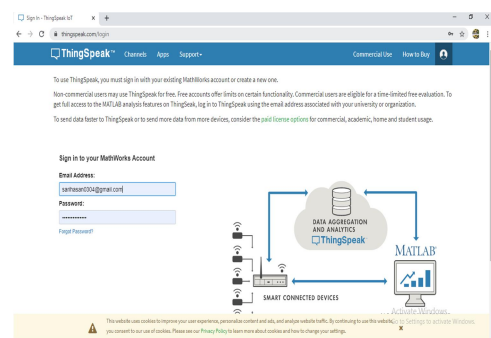 Sign In - ThingSpeak IoT
thingspeak.com/login
ThingSpeak™ Channels Apps Support Commercial Use How to Buy
To use ThingSpeak, you must sign in with your existing MathWorks account or create a new one.
Non-commercial users may use ThingSpeak for free. Free accounts offer limits on certain functionality. Commercial users are eligible for a time-limited free evaluation. To
get full access to the MATLAB analysis features on ThingSeak, log in to ThingSpeak using the email address associated with your university or organization.
To send data faster to ThingSpeak or to send more data from more devices, consider the paid license options for commercial, academic, home and student usage.
Sign in to your MathWorks Account
Email Address:
sanhasan0304@gmail.com
Password:
Forgot Password?
DATA AGGREGATION
AND ANALYTICS
ThingSpeak
MATLAB
SMART CONNECTED DEVICES
Activate Windows
Go to Settings to activate Windows.
This website uses cookies to improve your user experience, personalize content and ads, and analyze website traffic. By continuing to use this website,
you consent to our use of cookies. Please see our Privacy Policy to learn more about cookies and how to change your settings.